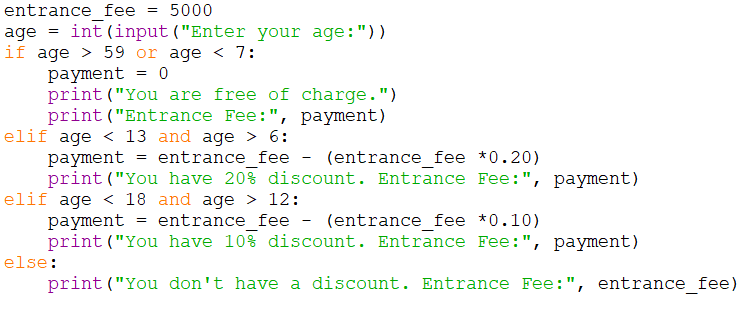 entrance_fee = 5000
age = int(input("Enter your age:"))
if age > 59 or age < 7:
    payment = 0
    print("You are free of charge.")
    print("Entrance Fee:", payment)
elif age < 13 and age > 6:
    payment = entrance_fee - (entrance_fee *0.20)
    print("You have 20% discount. Entrance Fee:", payment)
elif age < 18 and age > 12:
    payment = entrance_fee - (entrance_fee *0.10)
    print("You have 10% discount. Entrance Fee:", payment)
else:
    print("You don't have a discount. Entrance Fee:", entrance_fee)